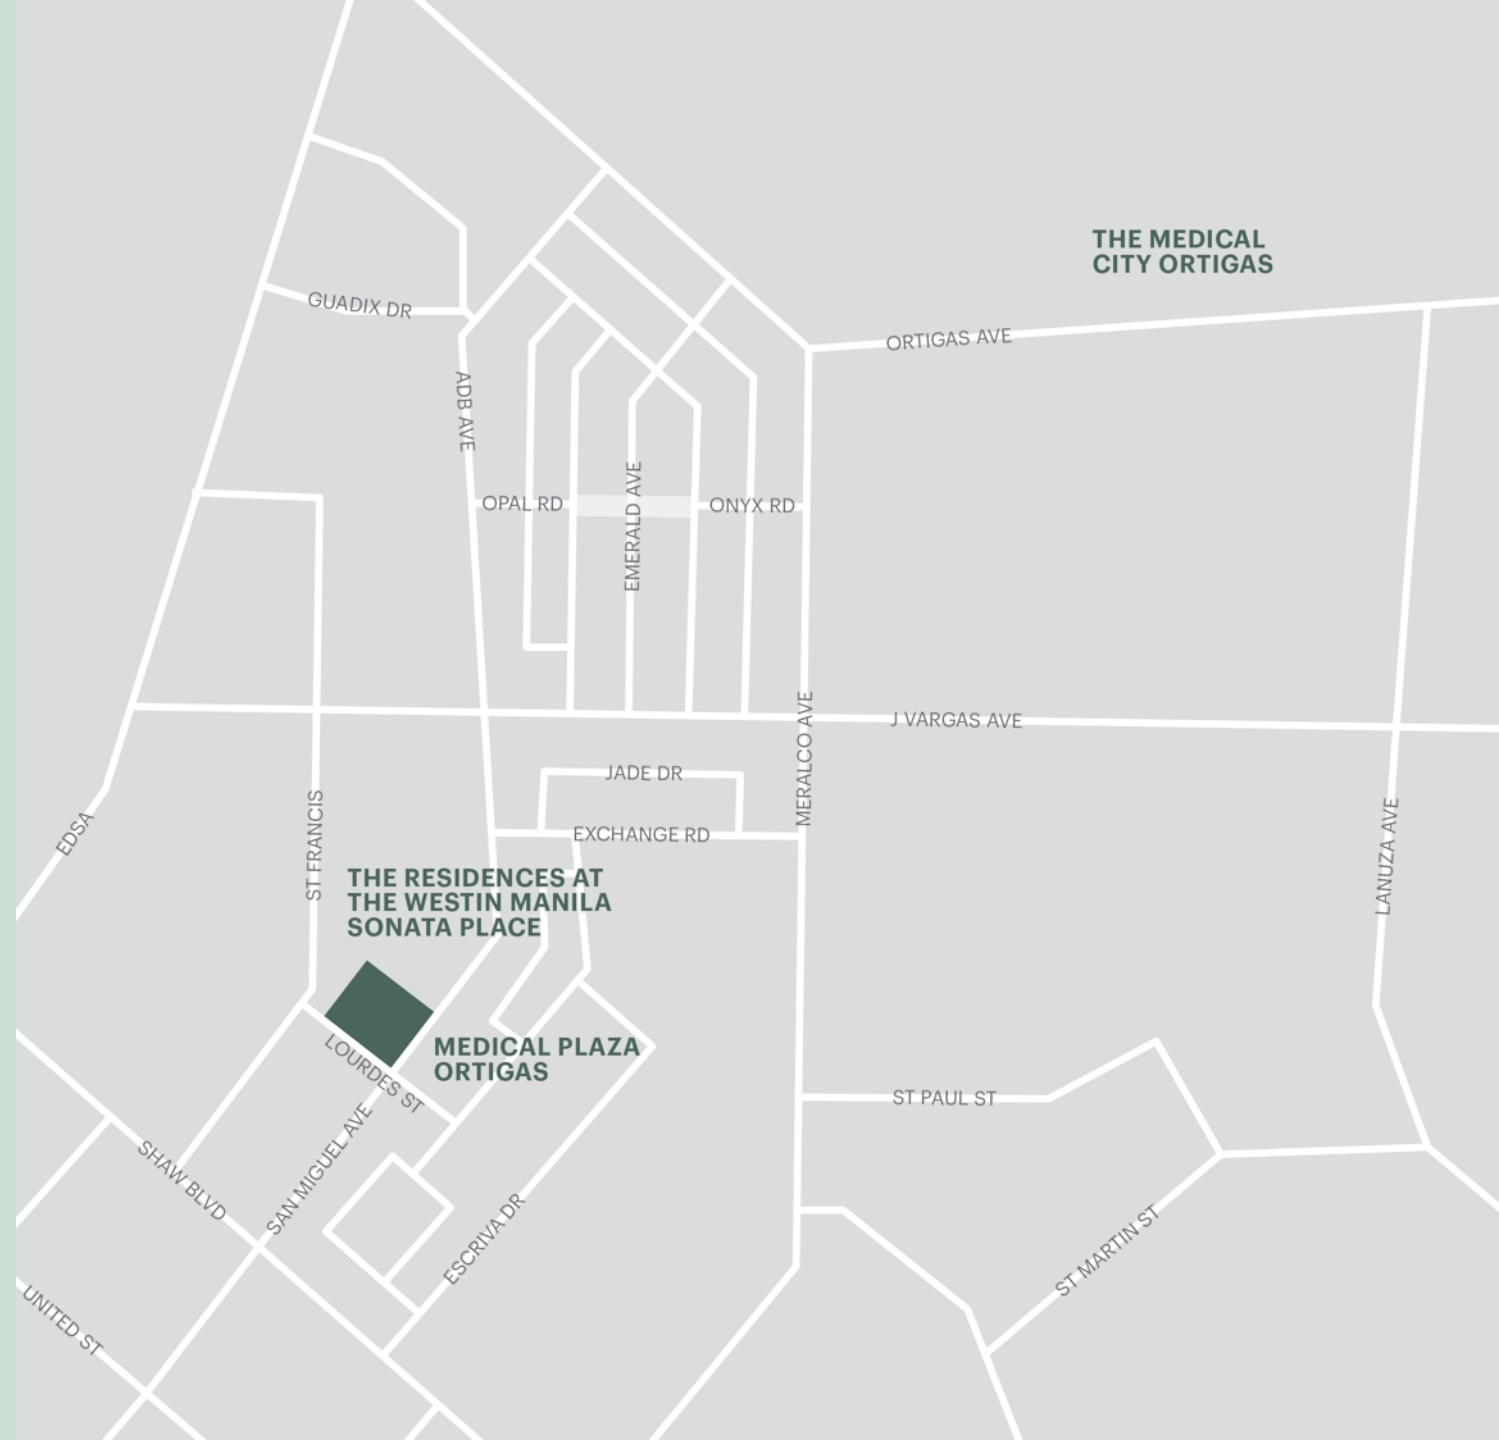 THE MEDICAL
CITY ORTIGAS
GUADIX DR
ORTIGAS AVE
ADB AVE
OPAL RD
EMERALD AVE
ONYX RD
MERALCO AVE
J VARGAS AVE
JADE DR
EXCHANGE RD
EDSA
ST FRANCIS
LANUZA AVE
THE RESIDENCES AT
THE WESTIN MANILA
SONATA PLACE
LOURDES ST
MEDICAL PLAZA
ORTIGAS
ST PAUL ST
SHAW BLVD
SAN MIGUEL AVE
ESCRIVA DR
ST MARTIN ST
UNITED ST